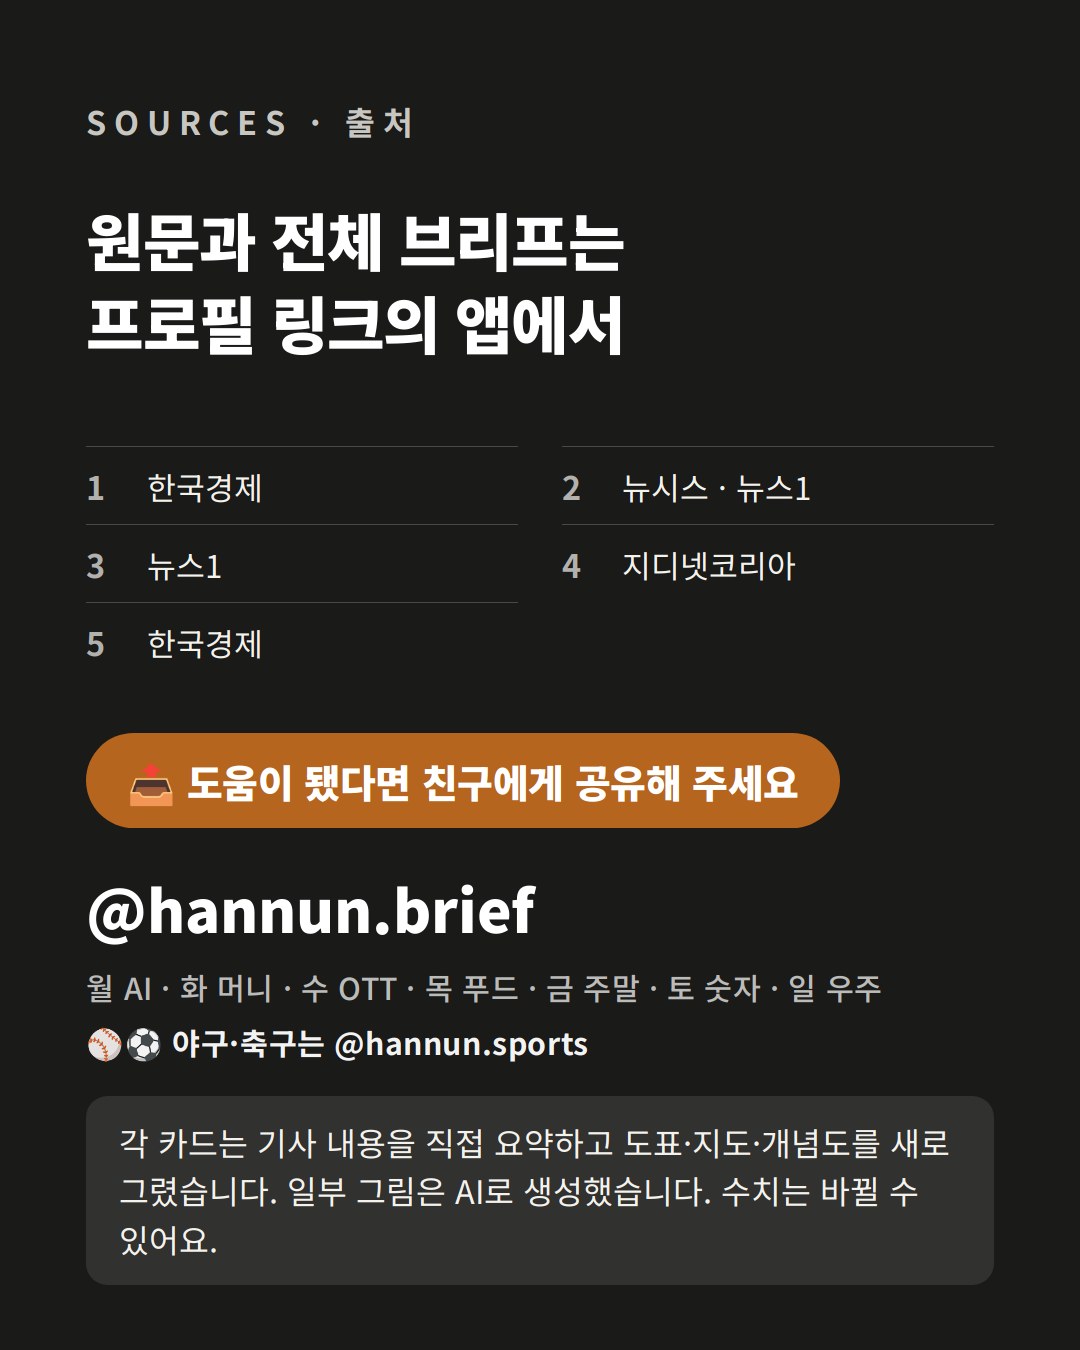 SOURCES · 출처
원문과 전체 브리프는
프로필 링크의 앱에서
1 한국경제
2 뉴시스 · 뉴스1
3 뉴스1
4 지디넷코리아
5 한국경제
📤 도움이 됐다면 친구에게 공유해 주세요
@hannun.brief
월 AI · 화 머니 · 수 OTT · 목 푸드 · 금 주말 · 토 숫자 · 일 우주
⚾⚽ 야구·축구는 @hannun.sports
각 카드는 기사 내용을 직접 요약하고 도표·지도·개념도를 새로
그렸습니다. 일부 그림은 AI로 생성했습니다. 수치는 바뀔 수
있어요.